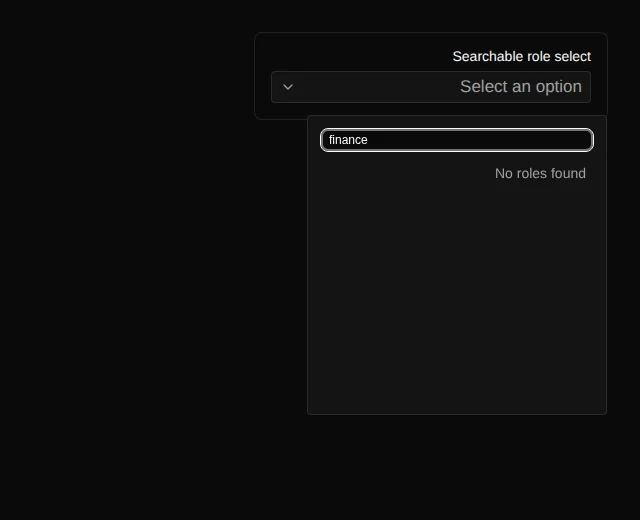 Searchable role select
Select an option
finance
No roles found